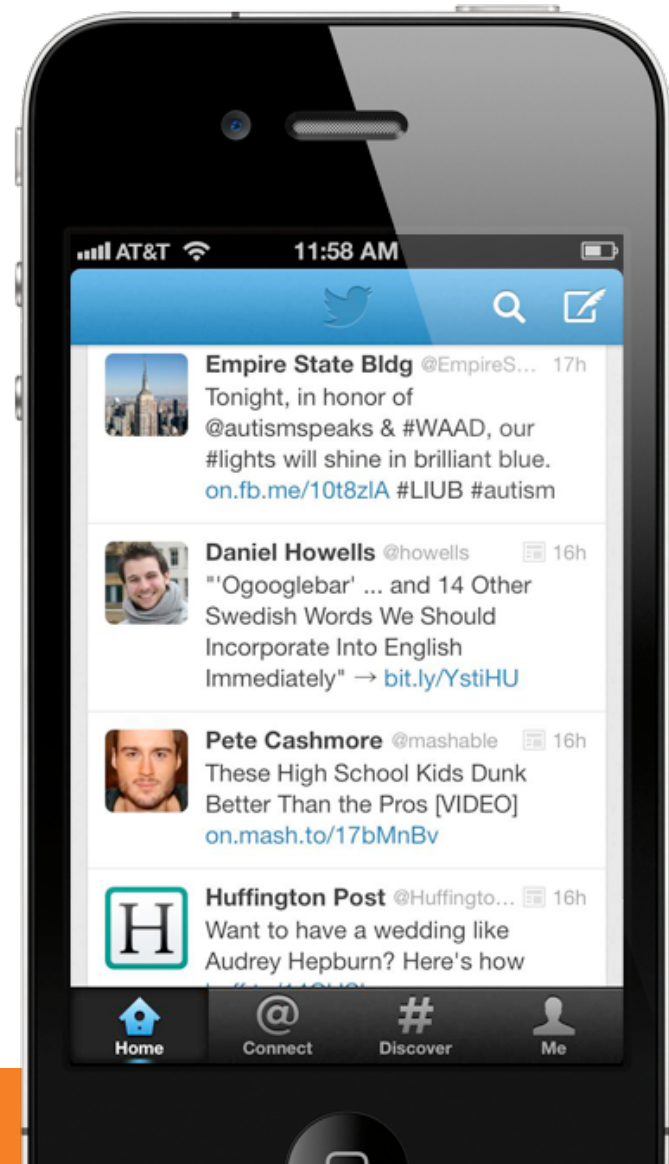 AT&T 11:58 AM
Empire State Bldg @EmpireS... 17h
Tonight, in honor of
@autismspeaks & #WAAD, our
#lights will shine in brilliant blue.
on.fb.me/10t8zlA #LIUB #autism
Daniel Howells @howells 16h
"'Ogooglebar' ... and 14 Other
Swedish Words We Should
Incorporate Into English
Immediately" → bit.ly/YstiHU
Pete Cashmore @mashable 16h
These High School Kids Dunk
Better Than the Pros [VIDEO]
on.mash.to/17bMnBv
Huffington Post @Huffingto... 16h
H
Want to have a wedding like
Audrey Hepburn? Here's how
@ #
Home Connect Discover Me